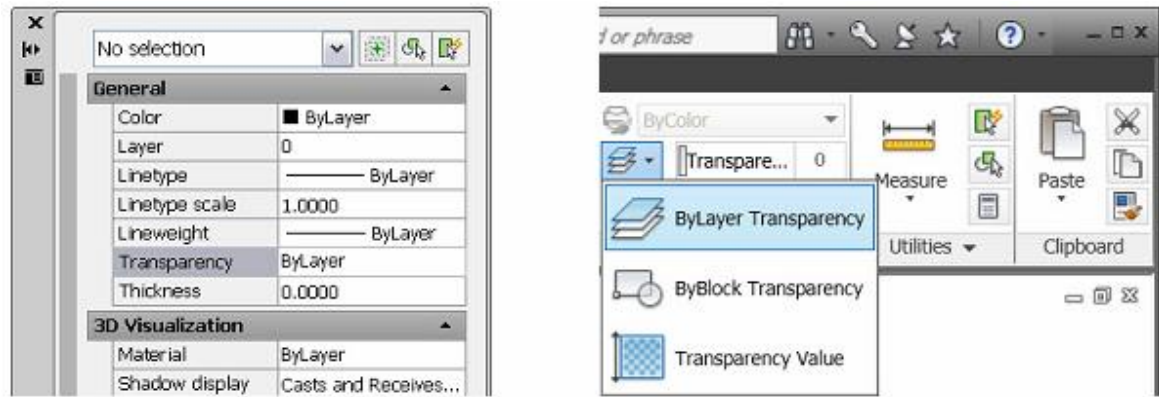 No selection
General
Color ByLayer
Layer 0
Linetype ByLayer
Linetype scale 1.0000
Lineweight ByLayer
Transparency ByLayer
Thickness 0.0000
3D Visualization
Material ByLayer
Shadow display Casts and Receives...
or phrase
ByColor
Transpare... 0
ByLayer Transparency
ByBlock Transparency
Transparency Value
Measure
Utilities
Paste
Clipboard